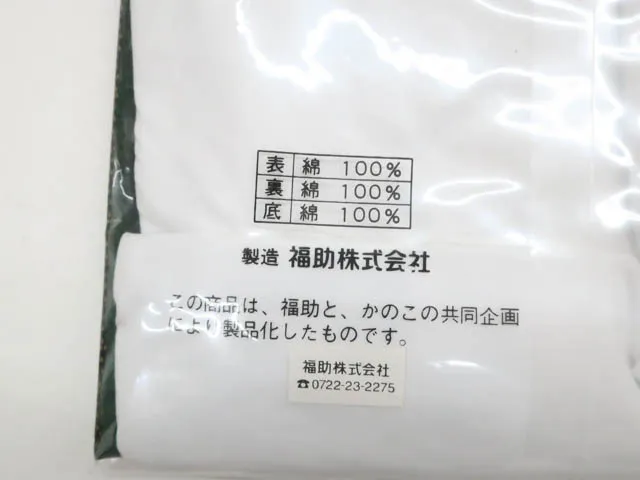 表 綿 100%
裏 綿 100%
底 綿 100%
製造 福助株式会社
この商品は、福助と、かのこの共同企画
により製品化したものです。
福助株式会社
☎0722-23-2275